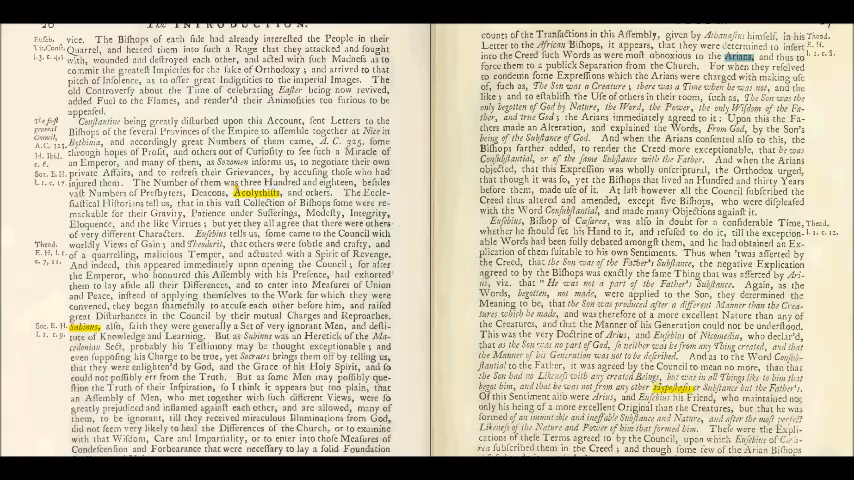 20 The INTRODUCTION.
Euseb. vice. The Bishops of each side had already interested the People in their
Vit.Const. Quarrel, and heated them into such a Rage that they attacked and fought
l.3. c.4. with, wounded and destroyed each other, and acted with such Madness as to
commit the greatest Impieties for the sake of Orthodoxy; and arrived to that
pitch of Insolence, as to offer great Indignities to the imperial Images. The
old Controversy about the Time of celebrating Easter being now revived,
added Fuel to the Flames, and render'd their Animosities too furious to be
appeased.
The first Constantine being greatly disturbed upon this Account, sent Letters to the
general Bishops of the several Provinces of the Empire to assemble together at Nice in
Council, Bythinia, and accordingly great Numbers of them came, A. C. 325. some
A.C. 325. through hopes of Profit, and others out of Curiosity to see such a Miracle of
H. Ibid. an Emperor, and many of them, as Sozomen informs us, to negotiate their own
c. 6.
Soz. E.H. private Affairs, and to redress their Grievances, by accusing those who had
l. 1. c. 17. injured them. The Number of them was three Hundred and eighteen, besides
vast Numbers of Presbyters, Deacons, Acolythists, and others. The Eccle-
siastical Historians tell us, that in this vast Collection of Bishops some were re-
markable for their Gravity, Patience under Sufferings, Modesty, Integrity,
Eloquence, and the like Virtues; but yet they all agree that there were others
of very different Characters. Eusebius tells us, some came to the Council with
Theod. worldly Views of Gain; and Theodorit, that others were subtle and crafty, and
E. H. l.1. of a quarrelling, malicious Temper, and actuated with a Spirit of Revenge.
c. 7, 11. And indeed, this appeared immediately upon opening the Council; for after
the Emperor, who honoured this Assembly with his Presence, had exhorted
them to lay aside all their Differences, and to enter into Measures of Union
and Peace, instead of applying themselves to the Work for which they were
convened, they began shamefully to accuse each other before him, and raised
great Disturbances in the Council by their mutual Charges and Reproaches.
Soc. E. H. Sabinus, also, saith they were generally a Set of very ignorant Men, and desti-
l. 1. c. 9. tute of Knowledge and Learning. But as Sabinus was an Heretick of the Ma-
cedonian Sect, probably his Testimony may be thought exceptionable; and
even supposing his Charge to be true, yet Socrates brings them off by telling us,
that they were enlighten'd by God, and the Grace of his Holy Spirit, and so
could not possibly err from the Truth. But as some Men may possibly que-
stion the Truth of their Inspiration, so I think it appears but too plain, that
an Assembly of Men, who met together with such different Views, were so
greatly prejudiced and inflamed against each other, and are allowed, many of
them, to be ignorant, till they received miraculous Illuminations from God,
did not seem very likely to heal the Differences of the Church, or to examine
with that Wisdom, Care and Impartiality, or to enter into those Measures of
Condescension and Forbearance that were necessary to lay a solid Foundation
counts of the Transactions in this Assembly, given by Athanasius himself, in his Theod.
Letter to the African Bishops, it appears, that they were determined to insert E. H.
into the Creed such Words as were most obnoxious to the Arians, and thus to l. 1. c. 8.
force them to a publick Separation from the Church. For when they resolved
to condemn some Expressions which the Arians were charged with making use
of, such as, The Son was a Creature; there was a Time when he was not, and the
like; and to establish the Use of others in their room, such as, The Son was the
only begotten of God by Nature, the Word, the Power, the only Wisdom of the Fa-
ther, and true God; the Arians immediately agreed to it: Upon this the Fa-
thers made an Alteration, and explained the Words, From God, by the Son's
being of the Substance of God. And when the Arians consented also to this, the
Bishops farther added, to render the Creed more exceptionable, that he was
Consubstantial, or of the same Substance with the Father. And when the Arians
objected, that this Expression was wholly unscriptural, the Orthodox urged,
that though it was so, yet the Bishops that lived an Hundred and thirty Years
before them, made use of it. At last however all the Council subscribed the
Creed thus altered and amended, except five Bishops, who were displeased
with the Word Consubstantial, and made many Objections against it.
Eusebius, Bishop of Cæsarea, was also in doubt for a considerable Time, Theod.
whether he should set his Hand to it, and refused to do it, till the exception- l. 1. c. 12.
able Words had been fully debated amongst them, and he had obtained an Ex-
plication of them suitable to his own Sentiments. Thus when 'twas asserted by
the Creed, that the Son was of the Father's Substance, the negative Explication
agreed to by the Bishops was exactly the same Thing that was asserted by Ari-
us, viz. that "He was not a part of the Father's Substance. Again, as the
Words, begotten, not made, were applied to the Son, they determined the
Meaning to be, that the Son was produced after a different Manner than the Crea-
tures which he made, and was therefore of a more excellent Nature than any of
the Creatures, and that the Manner of his Generation could not be understood.
This was the very Doctrine of Arius, and Eusebius of Nicomedia, who declar'd,
that as the Son was no part of God, so neither was he from any Thing created, and that
the Manner of his Generation was not to be described. And as to the Word Consub-
stantial to the Father, it was agreed by the Council to mean no more, than that
the Son had no Likeness with any created Beings, but was in all Things like to him that
begot him, and that he was not from any other Hypostasis or Substance but the Father's.
Of this Sentiment also were Arius, and Eusebius his Friend, who maintained not
only his being of a more excellent Original than the Creatures, but that he was
formed of an immutable and ineffable Substance and Nature, and after the most perfect
Likeness of the Nature and Power of him that formed him. These were the Expli-
cations of these Terms agreed to by the Council, upon which Eusebius of Cæsa-
rea subscribed them in the Creed; and though some few of the Arian Bishops